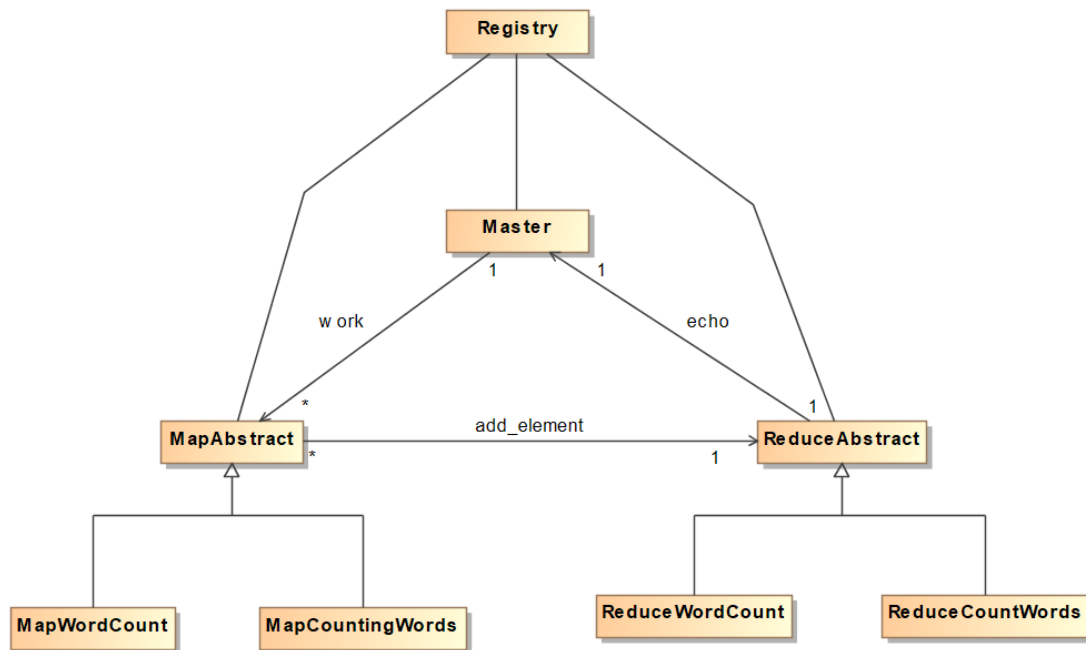 Registry
Master
1
1
w ork
echo
*
1
MapAbstract
add_element
ReduceAbstract
*
1
MapWordCount
MapCountingWords
ReduceWordCount
ReduceCountWords